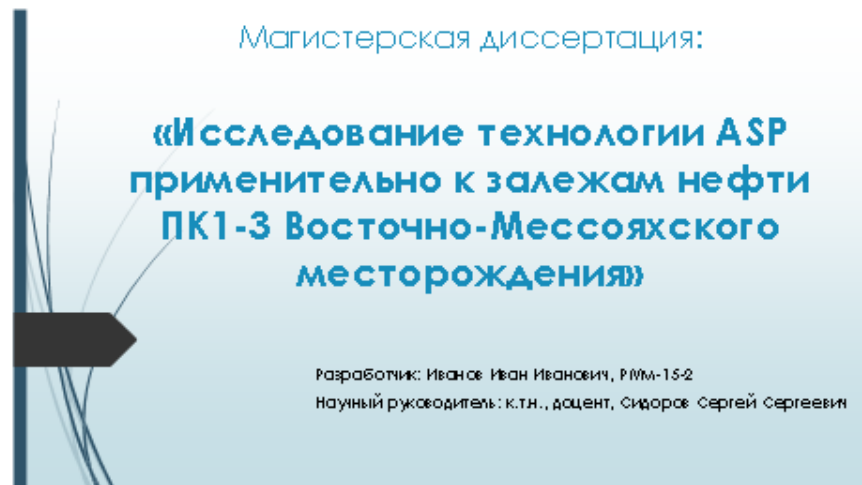 Магистерская диссертация:
«Исследование технологии ASP
применительно к залежам нефти
ПК1-3 Восточно-Мессояхского
месторождения»
Разработчик: Иванов Иван Иванович, РМм-15-2
Научный руководитель: к.т.н., доцент, Сидоров Сергей Сергеевич